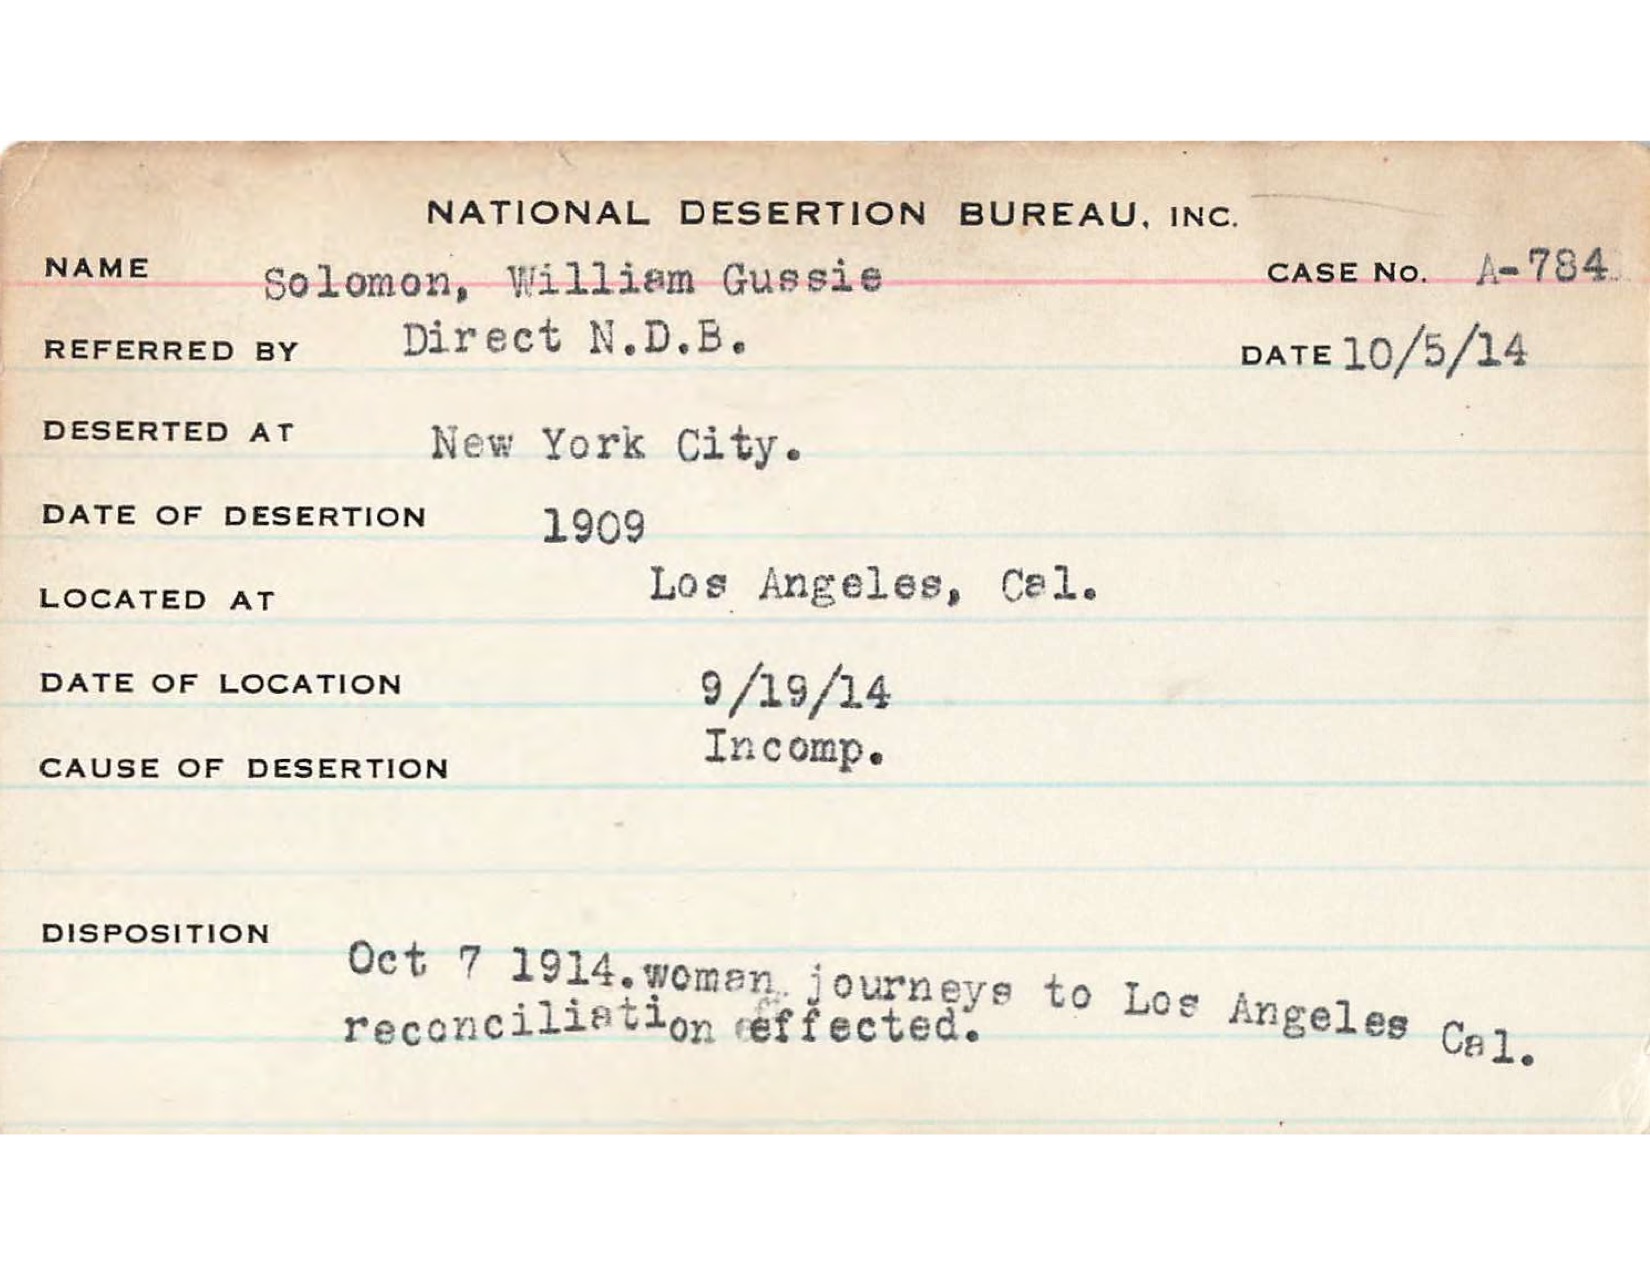 NATIONAL DESERTION BUREAU, INC.
NAME Solomon, William Gussie CASE NO. A-784
REFERRED BY Direct N.D.B. DATE 10/5/14
DESERTED AT New York City.
DATE OF DESERTION 1909
LOCATED AT Los Angeles, Cal.
DATE OF LOCATION 9/19/14
CAUSE OF DESERTION Incomp.
DISPOSITION
Oct 7 1914.woman journeys to Los Angeles Cal.
reconciliation effected.